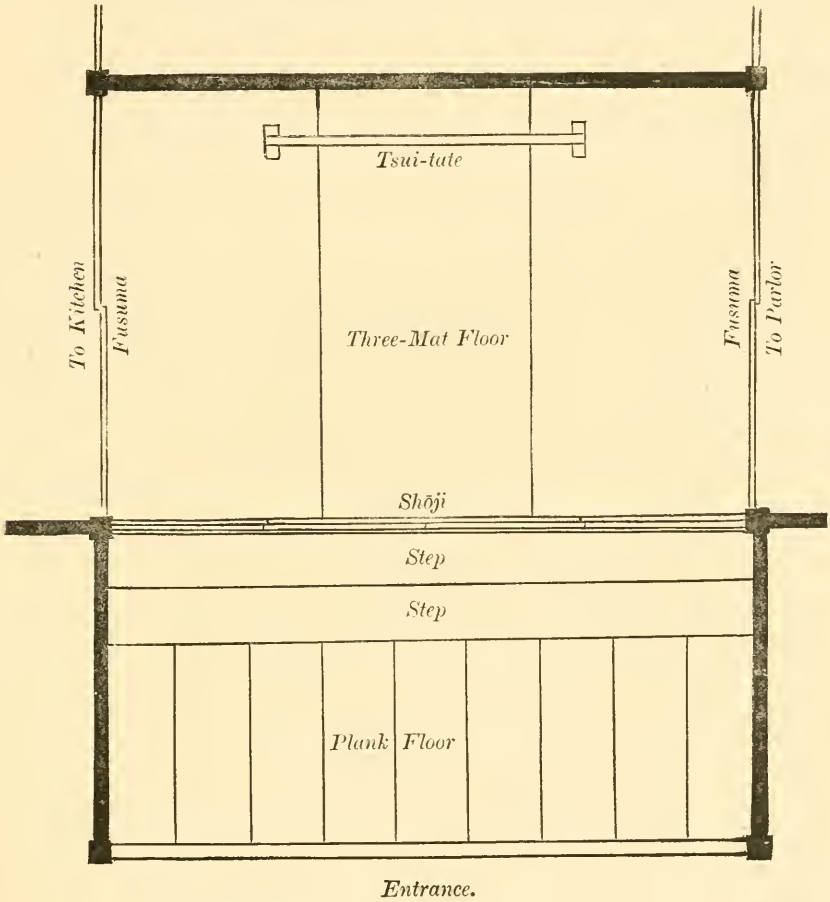 Tsui-tate
To Kitchen
Fusuma
Three-Mat Floor
Fusuma
To Parlor
Shōji
Step
Step
Plank Floor
Entrance.